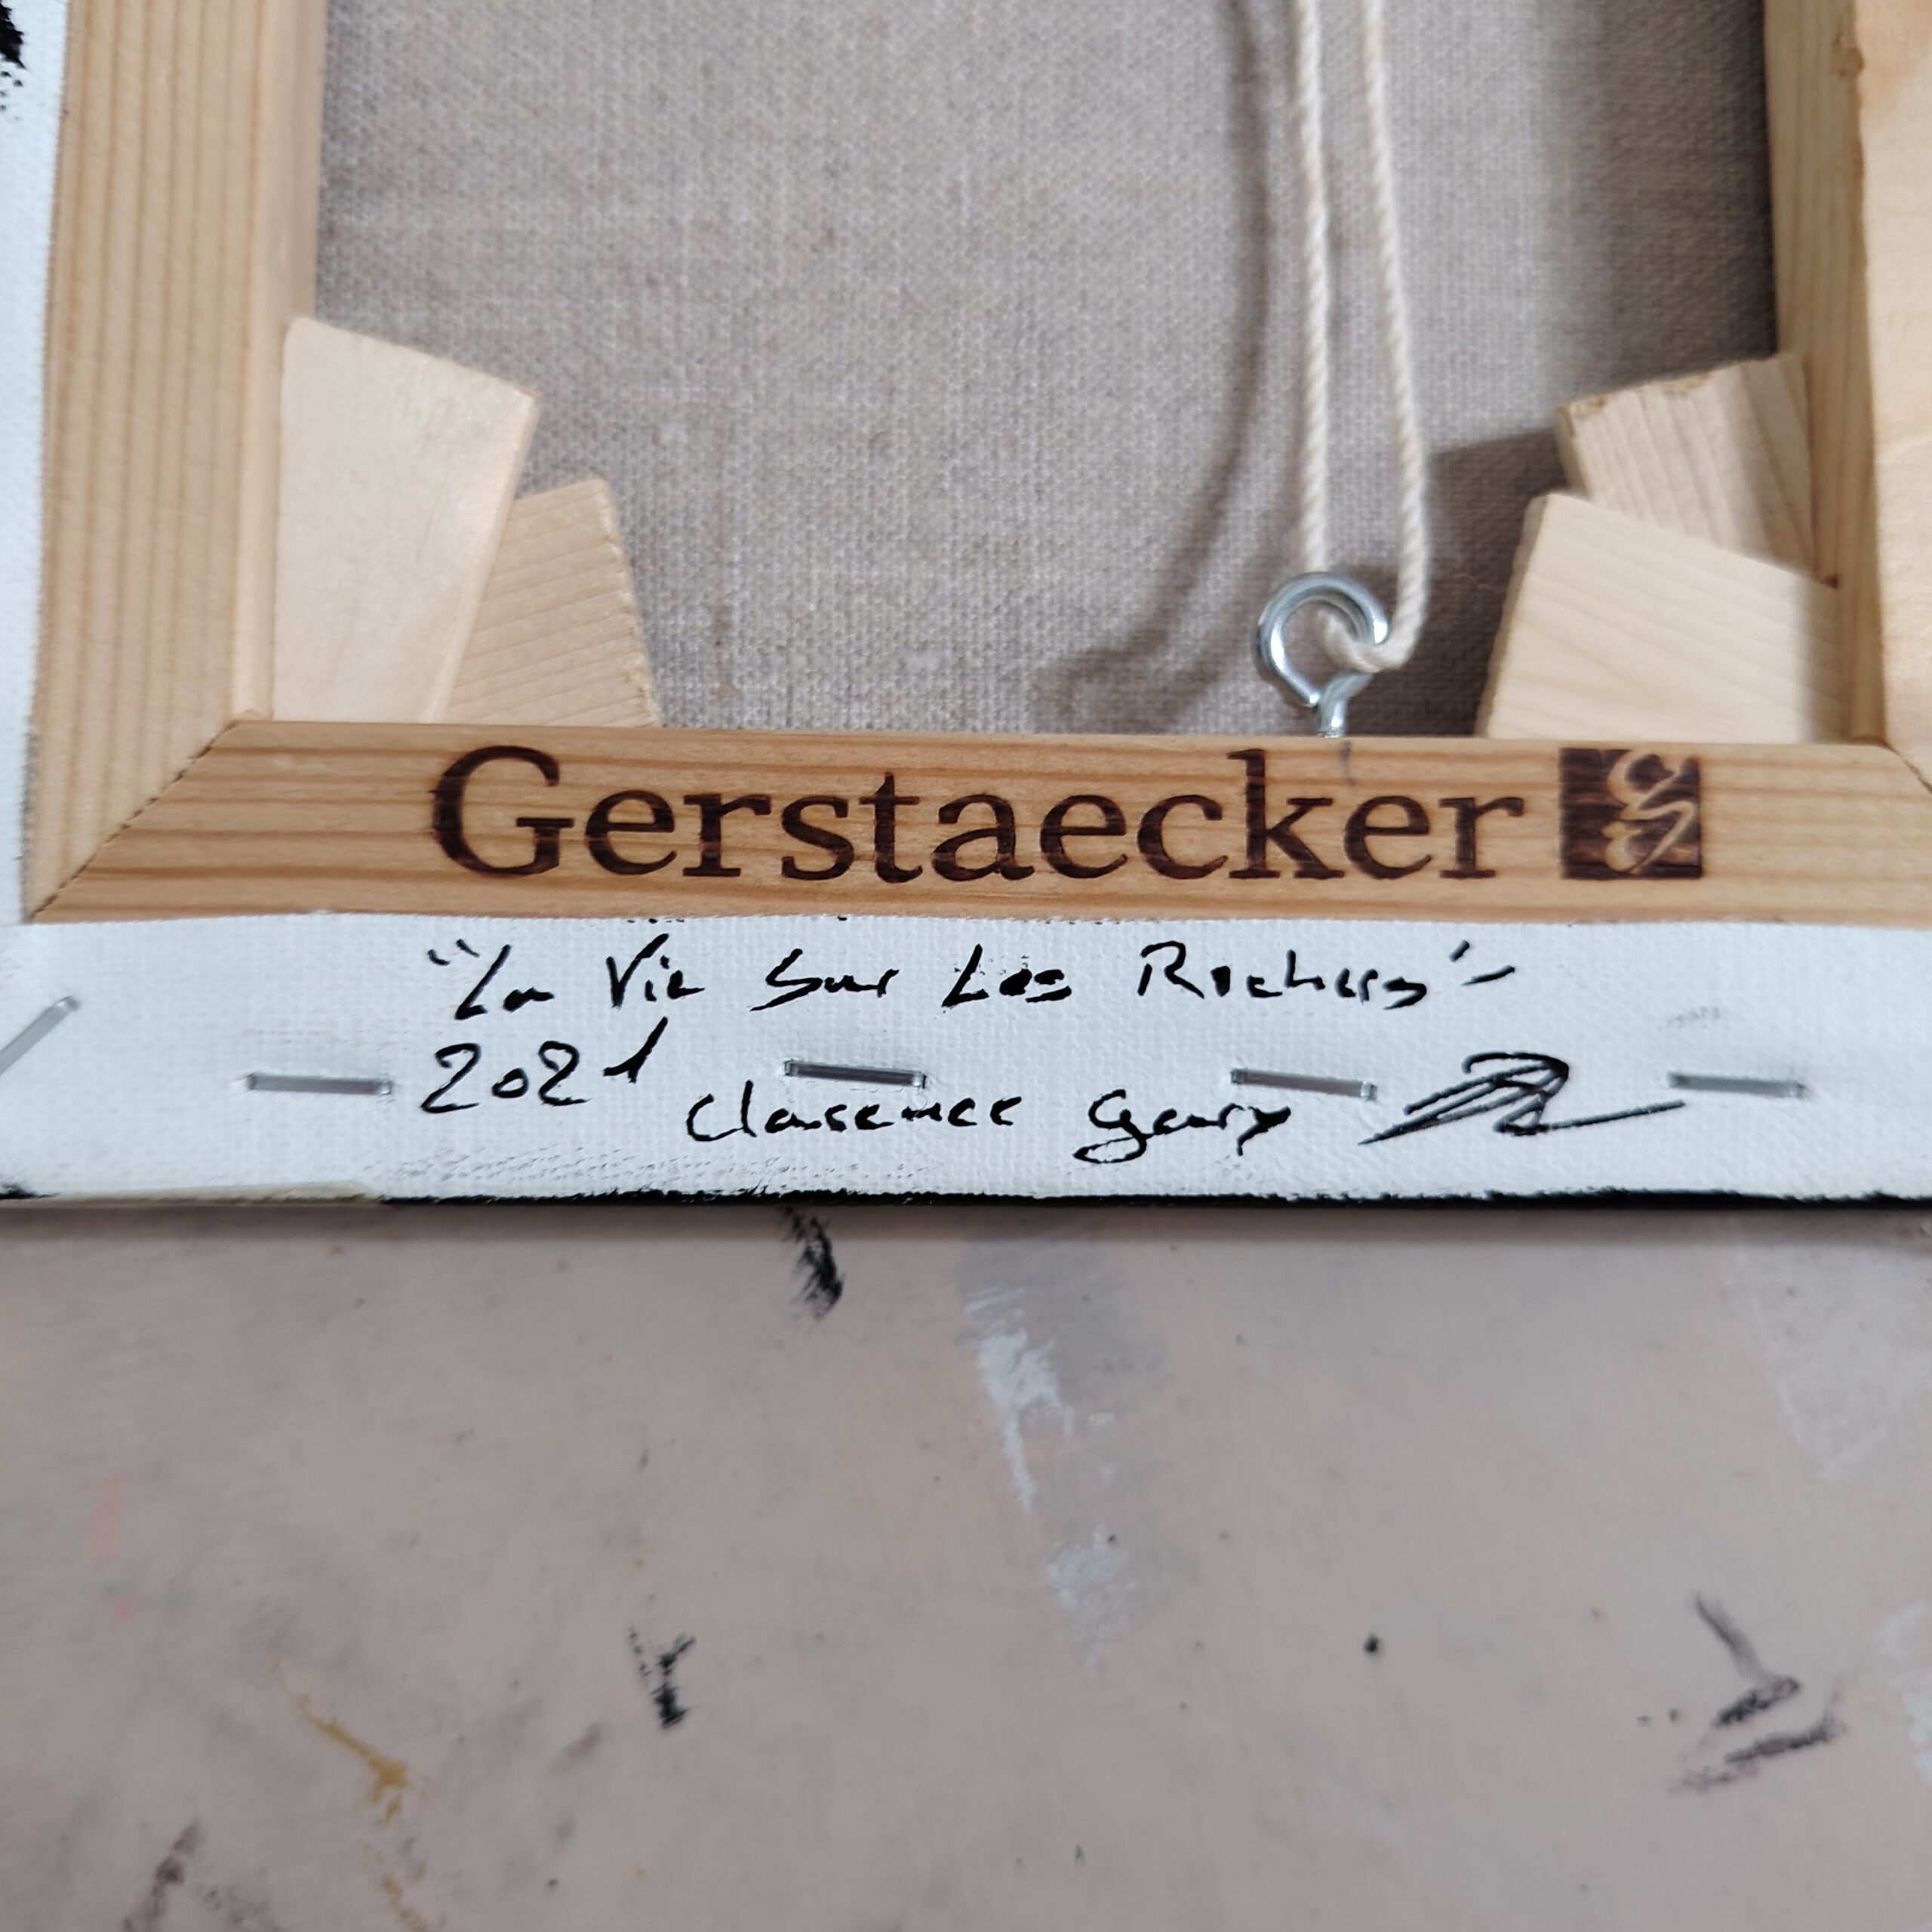 Gerstaecker
"La Vie Sur Les Rochers"
2021
Clarence Gary